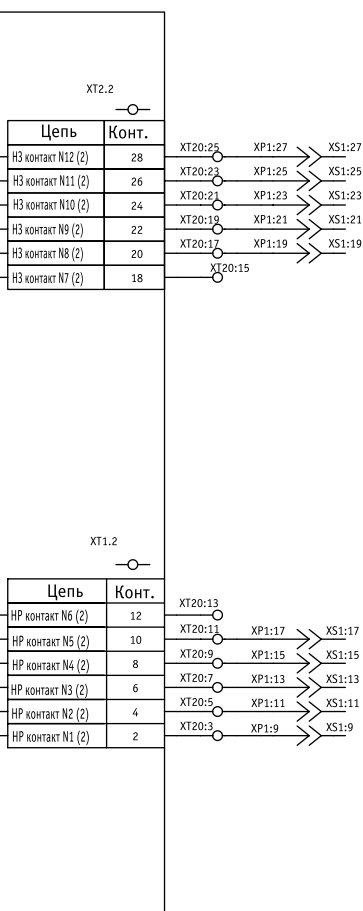 XT2.2
Цепь Конт.
НЗ контакт N12 (2) 28 XT20:25 XP1:27 XS1:27
НЗ контакт N11 (2) 26 XT20:23 XP1:25 XS1:25
НЗ контакт N10 (2) 24 XT20:21 XP1:23 XS1:23
НЗ контакт N9 (2) 22 XT20:19 XP1:21 XS1:21
НЗ контакт N8 (2) 20 XT20:17 XP1:19 XS1:19
НЗ контакт N7 (2) 18 XT20:15
XT1.2
Цепь Конт.
НР контакт N6 (2) 12 XT20:13
НР контакт N5 (2) 10 XT20:11 XP1:17 XS1:17
НР контакт N4 (2) 8 XT20:9 XP1:15 XS1:15
НР контакт N3 (2) 6 XT20:7 XP1:13 XS1:13
НР контакт N2 (2) 4 XT20:5 XP1:11 XS1:11
НР контакт N1 (2) 2 XT20:3 XP1:9 XS1:9